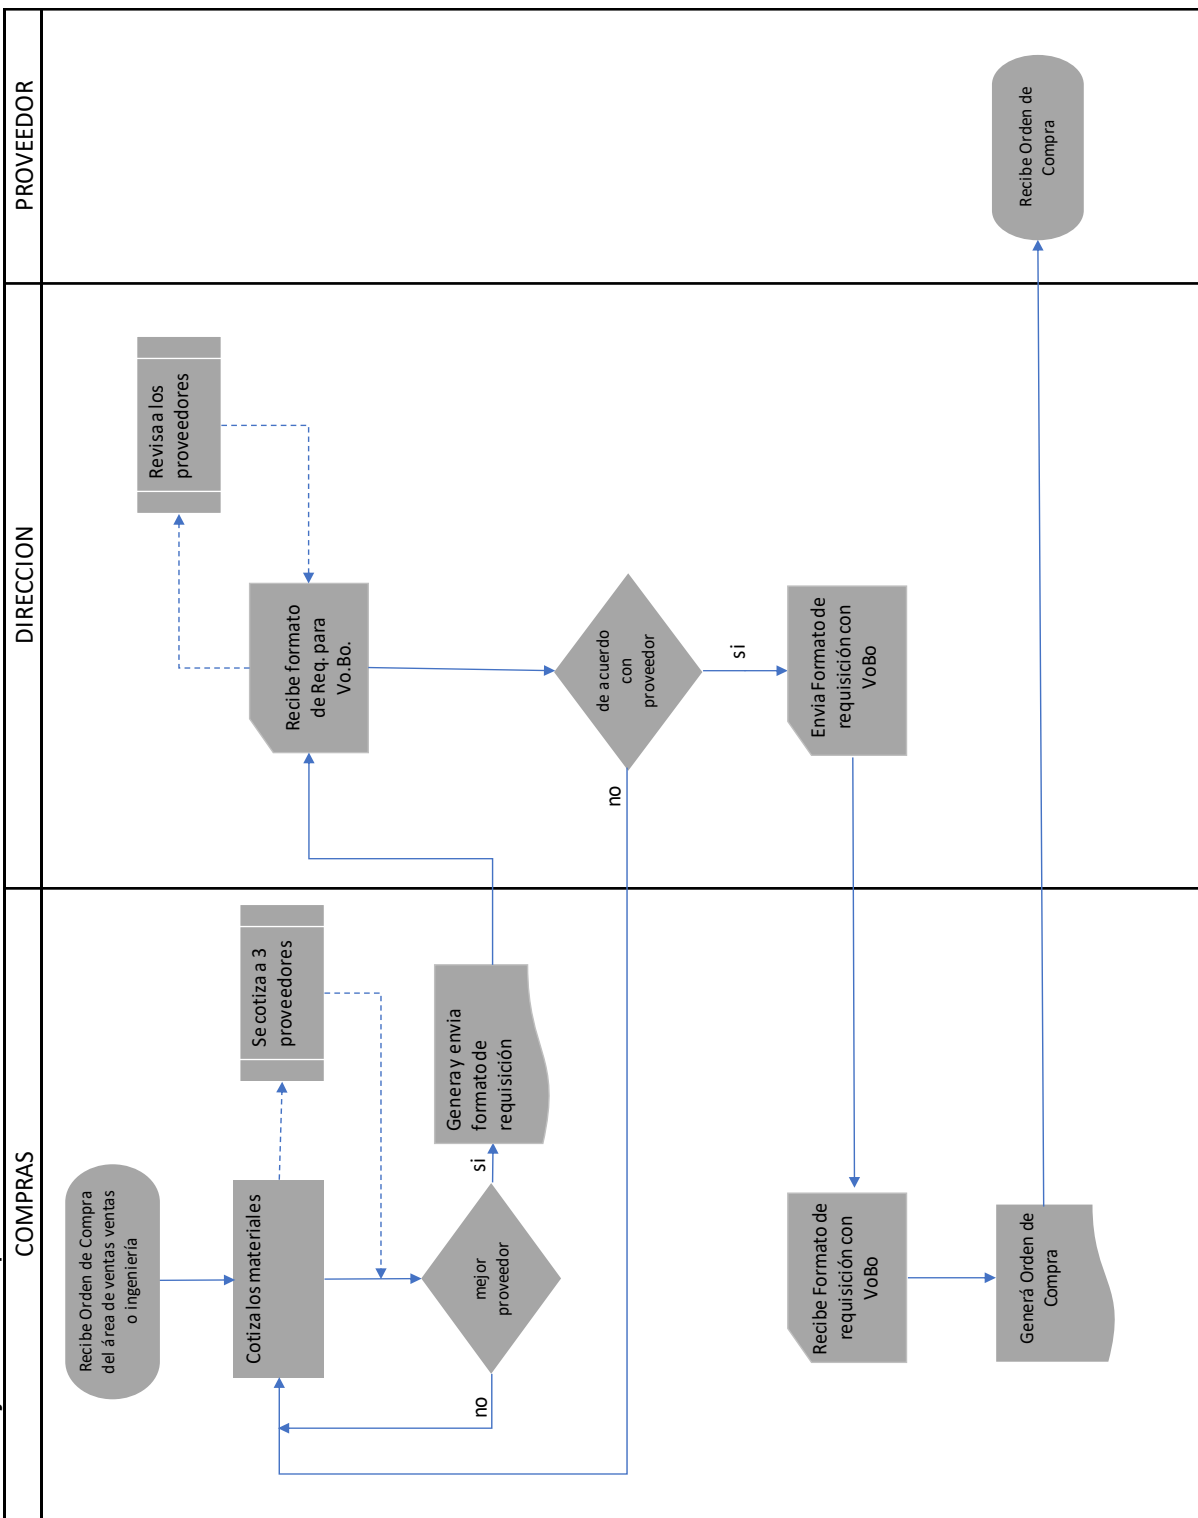 COMPRAS
DIRECCION
PROVEEDOR
Recibe Orden de Compra
del área de ventas ventas
o ingeniería
Cotiza los materiales
Se cotiza a 3
proveedores
mejor
proveedor
no
si
Genera y envia
formato de
requisición
Recibe formato
de Req. para
Vo.Bo.
Revisa a los
proveedores
de acuerdo
con
proveedor
no
si
Envia Formato de
requisición con
VoBo
Recibe Formato de
requisición con
VoBo
Generá Orden de
Compra
Recibe Orden de
Compra